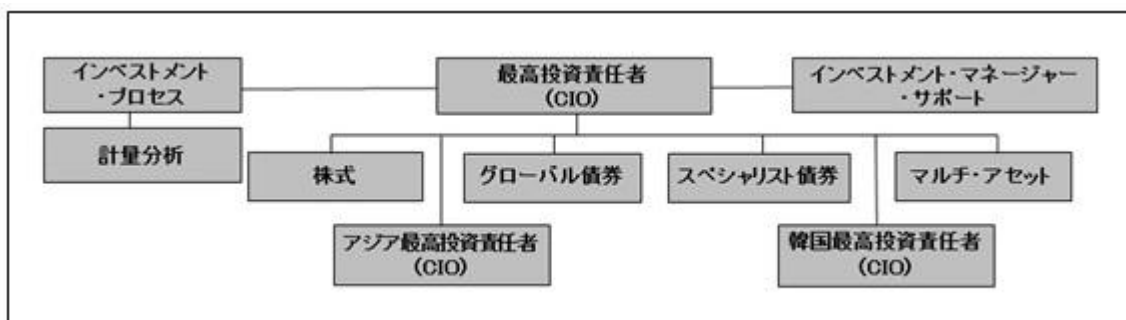 インベストメント
・プロセス
最高投資責任者
(CIO)
インベストメント・マネージャー
・サポート
計量分析
株式
グローバル債券
スペシャリスト債券
マルチ・アセット
アジア最高投資責任者
(CIO)
韓国最高投資責任者
(CIO)